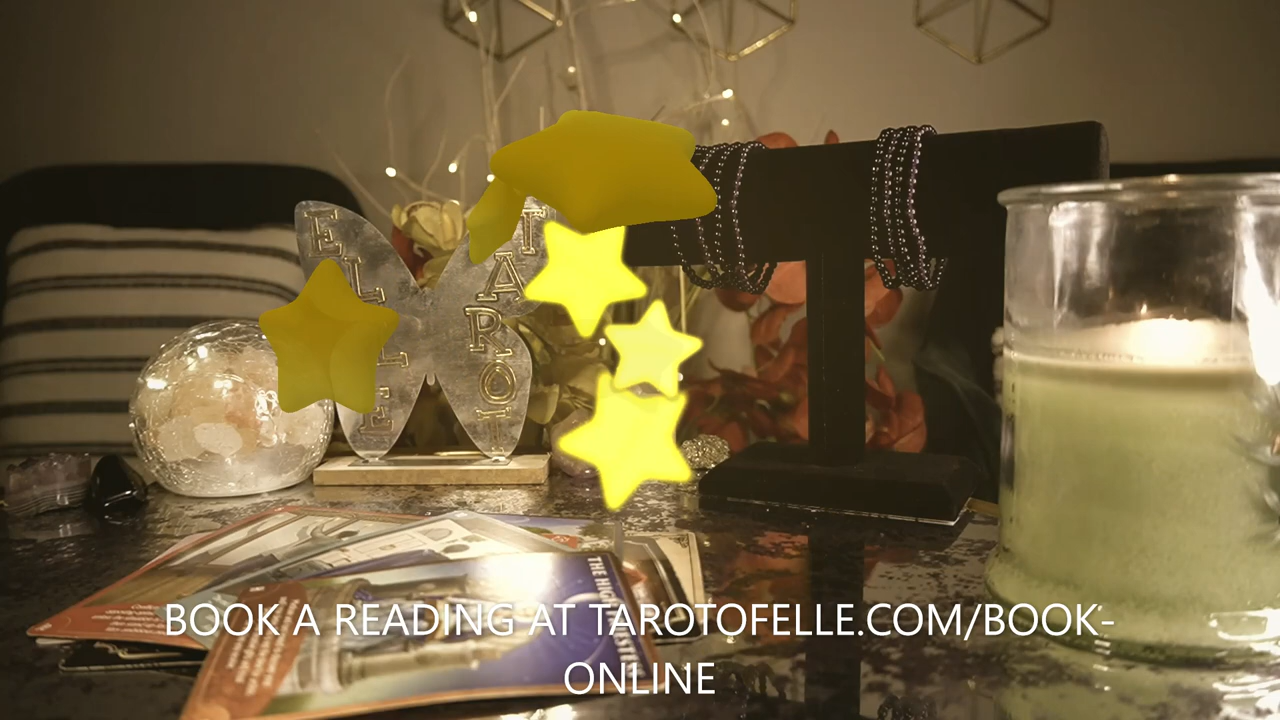 ELLE
TAROT
THE HIGH
BOOK A READING AT TAROTOFELLE.COM/BOOK-
ONLINE